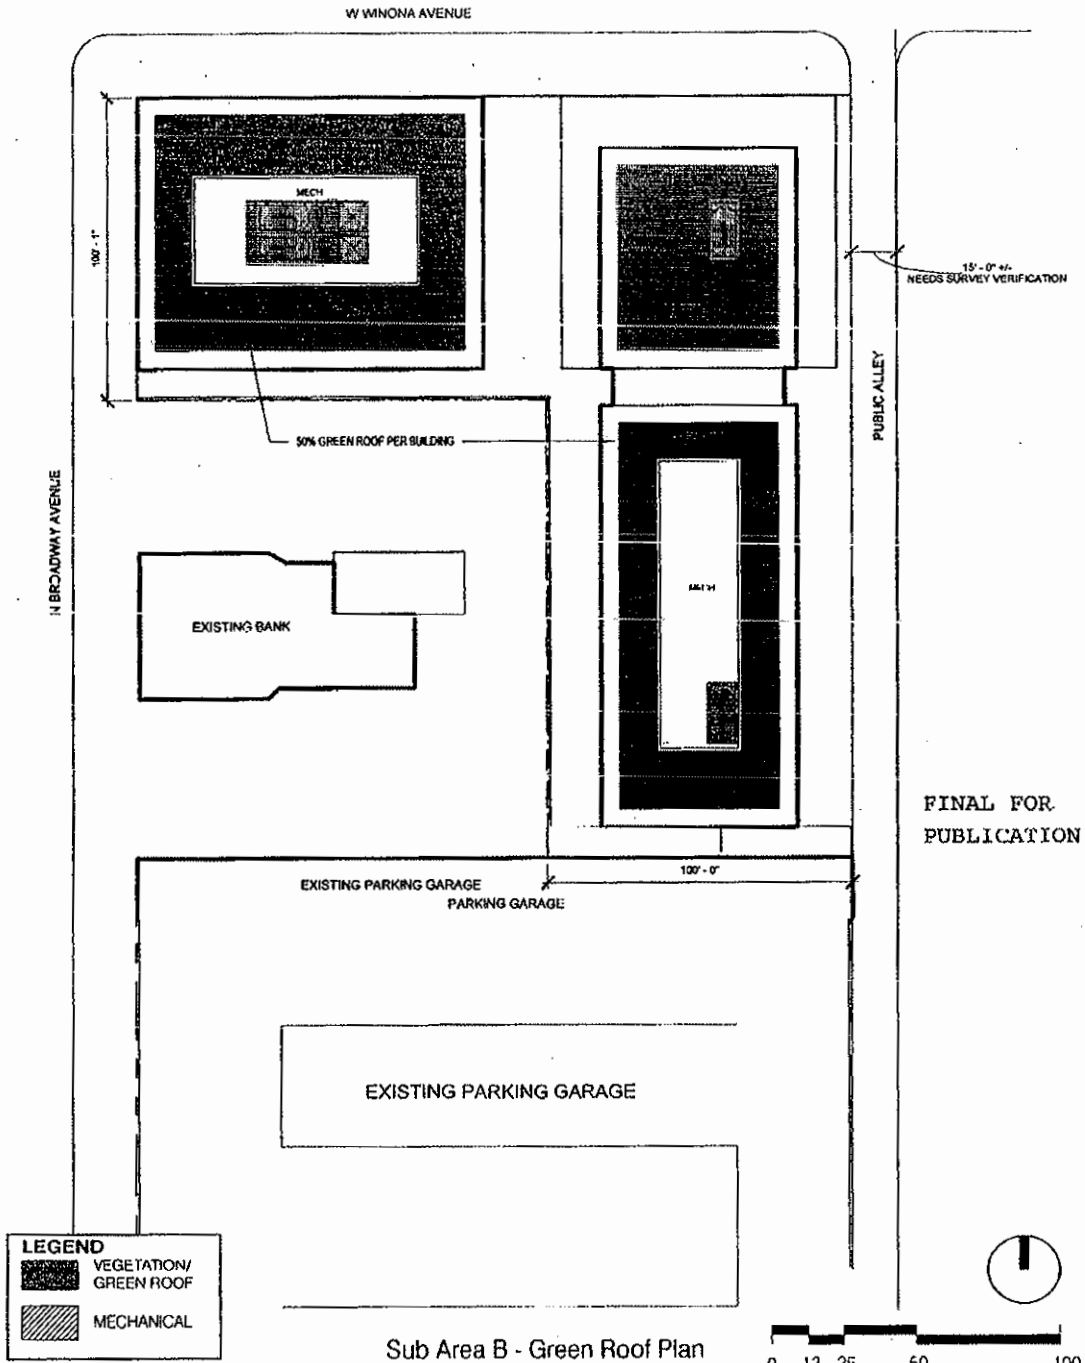 W WINONA AVENUE
MECH
100' - 1"
15' - 0" +/-
NEEDS SURVEY VERIFICATION
PUBLIC ALLEY
50% GREEN ROOF PER BUILDING
N BROADWAY AVENUE
MECH
EXISTING BANK
FINAL FOR
PUBLICATION
100' - 0"
EXISTING PARKING GARAGE
PARKING GARAGE
EXISTING PARKING GARAGE
LEGEND
VEGETATION/
GREEN ROOF
MECHANICAL
Sub Area B - Green Roof Plan
0 13 25 50 100